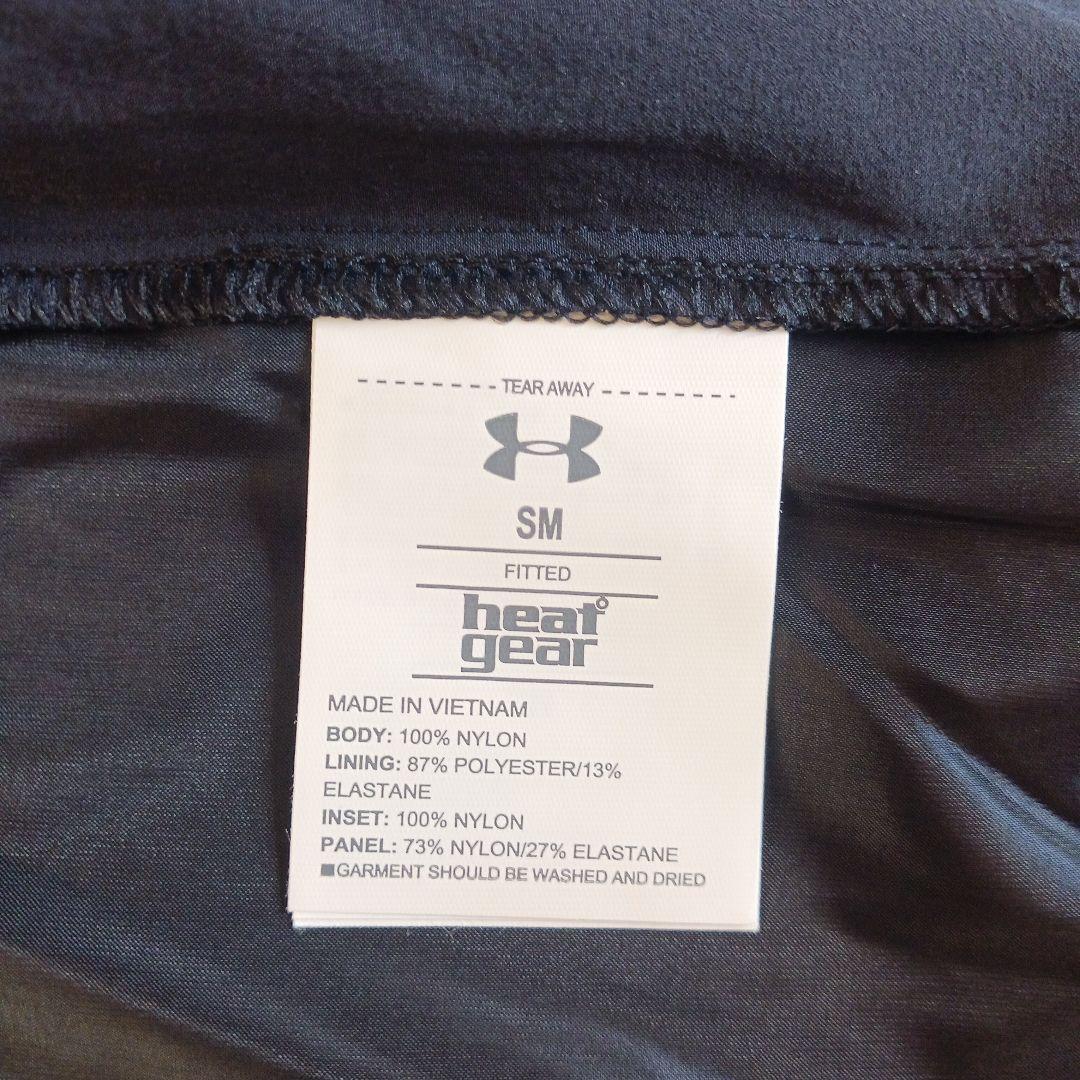 TEAR AWAY
SM
FITTED
heat
gear
MADE IN VIETNAM
BODY: 100% NYLON
LINING: 87% POLYESTER/13%
ELASTANE
INSET: 100% NYLON
PANEL: 73% NYLON/27% ELASTANE
■GARMENT SHOULD BE WASHED AND DRIED